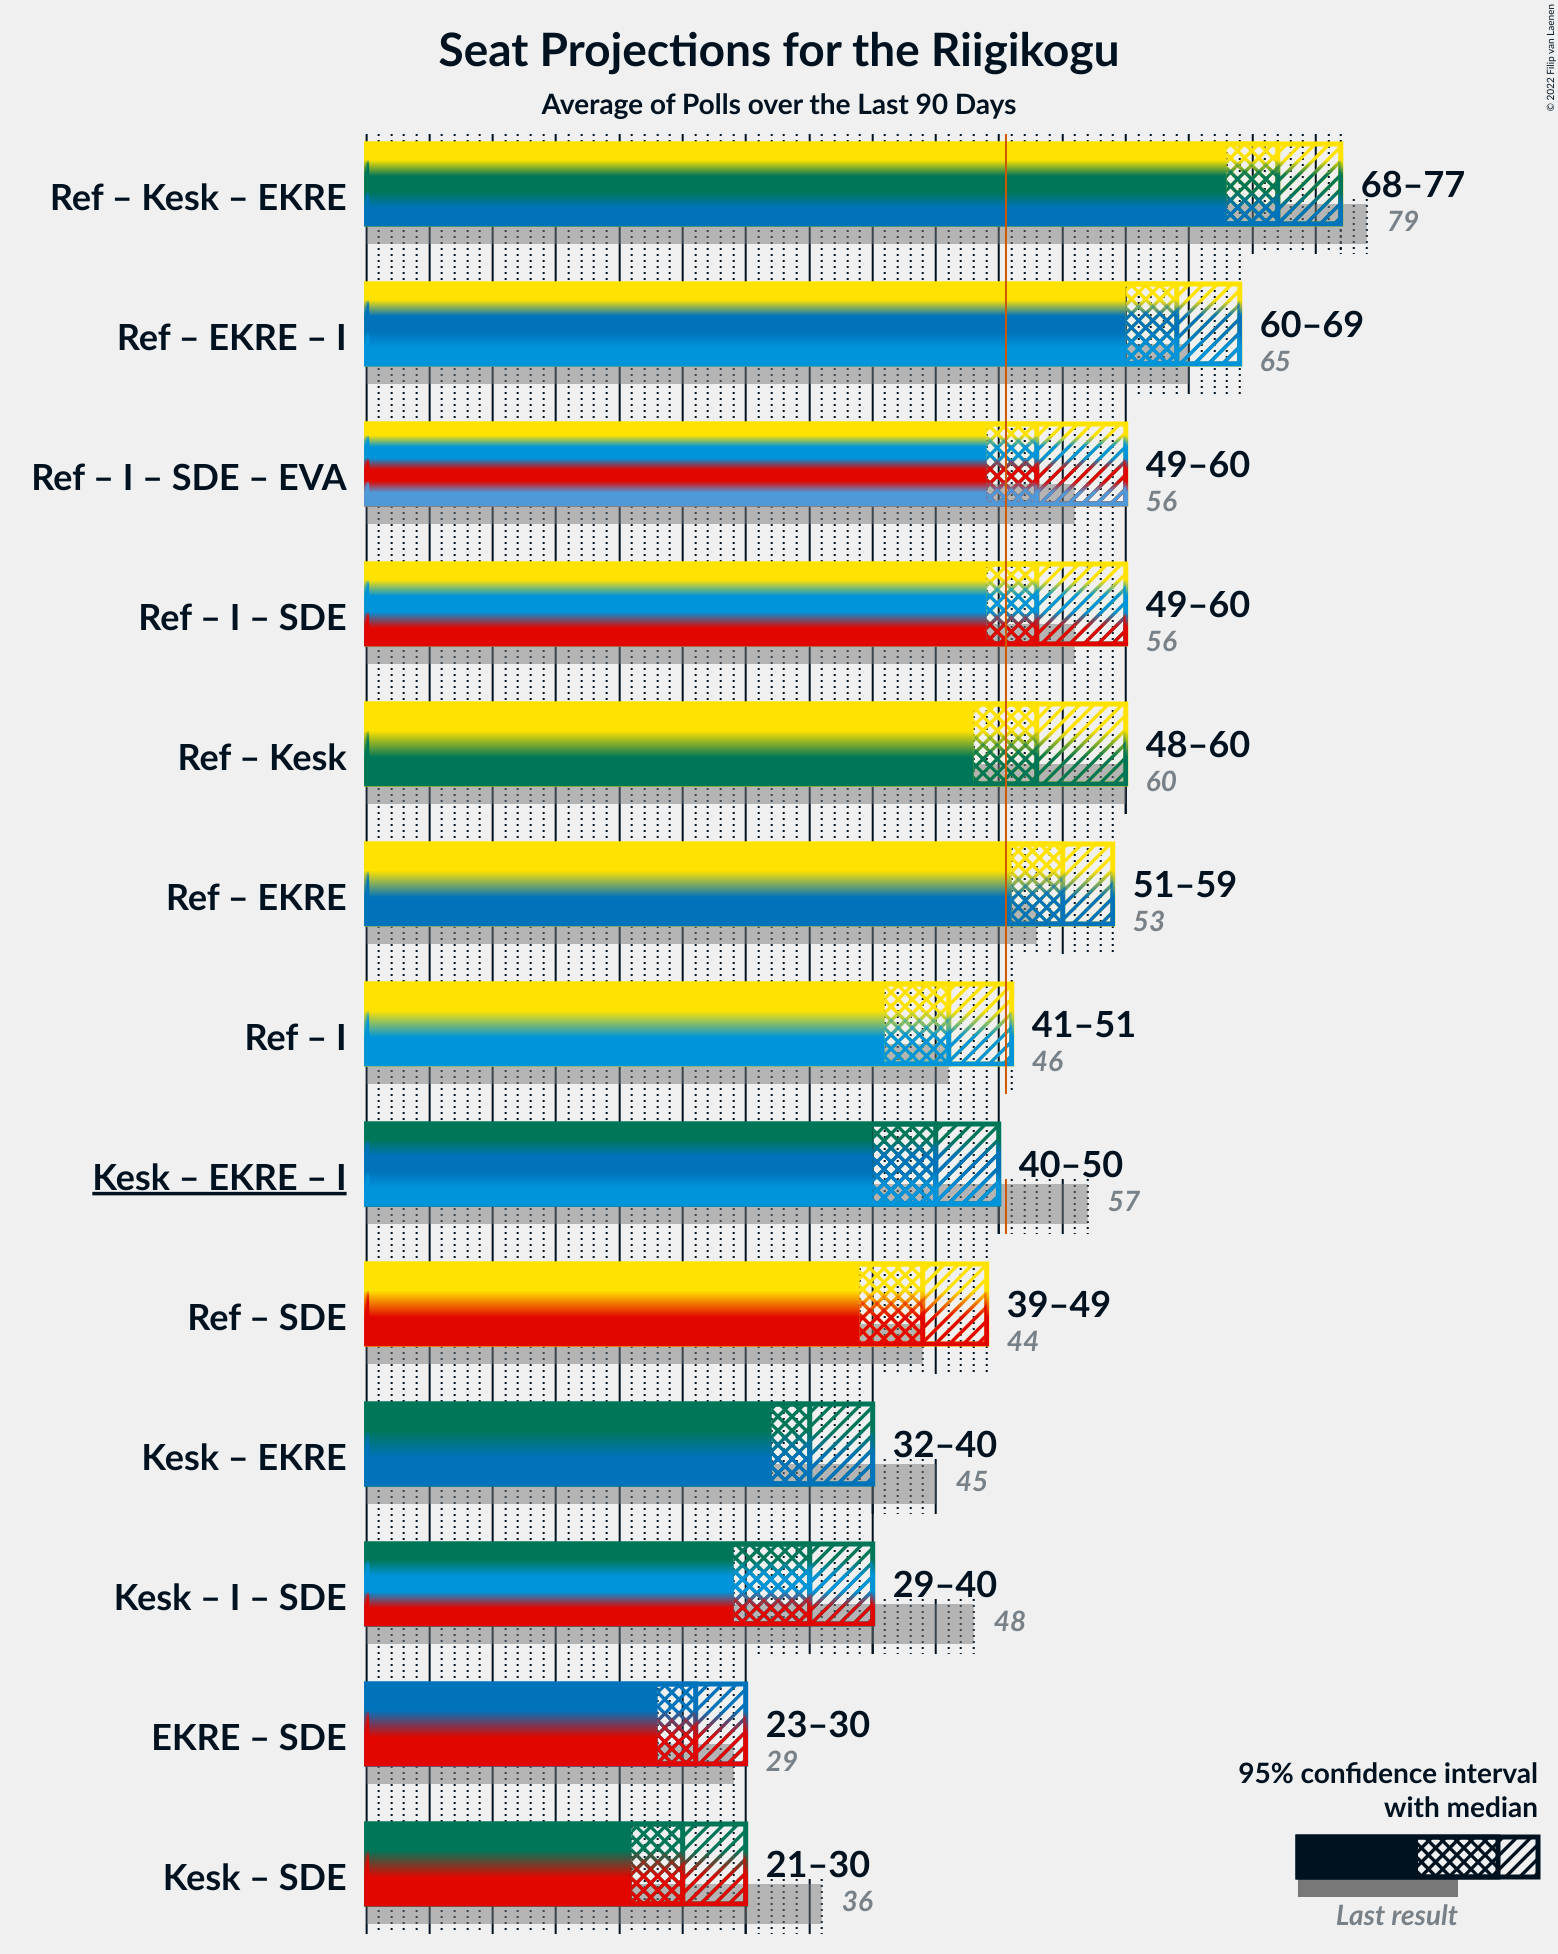 Seat Projections for the Riigikogu
Average of Polls over the Last 90 Days
© 2022 Filip van Laenen
Ref – Kesk – EKRE
68–77
79
Ref – EKRE – I
60–69
65
Ref – I – SDE – EVA
49–60
56
Ref – I – SDE
49–60
56
Ref – Kesk
48–60
60
Ref – EKRE
51–59
53
Ref – I
41–51
46
Kesk – EKRE – I
40–50
57
Ref – SDE
39–49
44
Kesk – EKRE
32–40
45
Kesk – I – SDE
29–40
48
EKRE – SDE
23–30
29
Kesk – SDE
21–30
36
95% confidence interval
with median
Last result